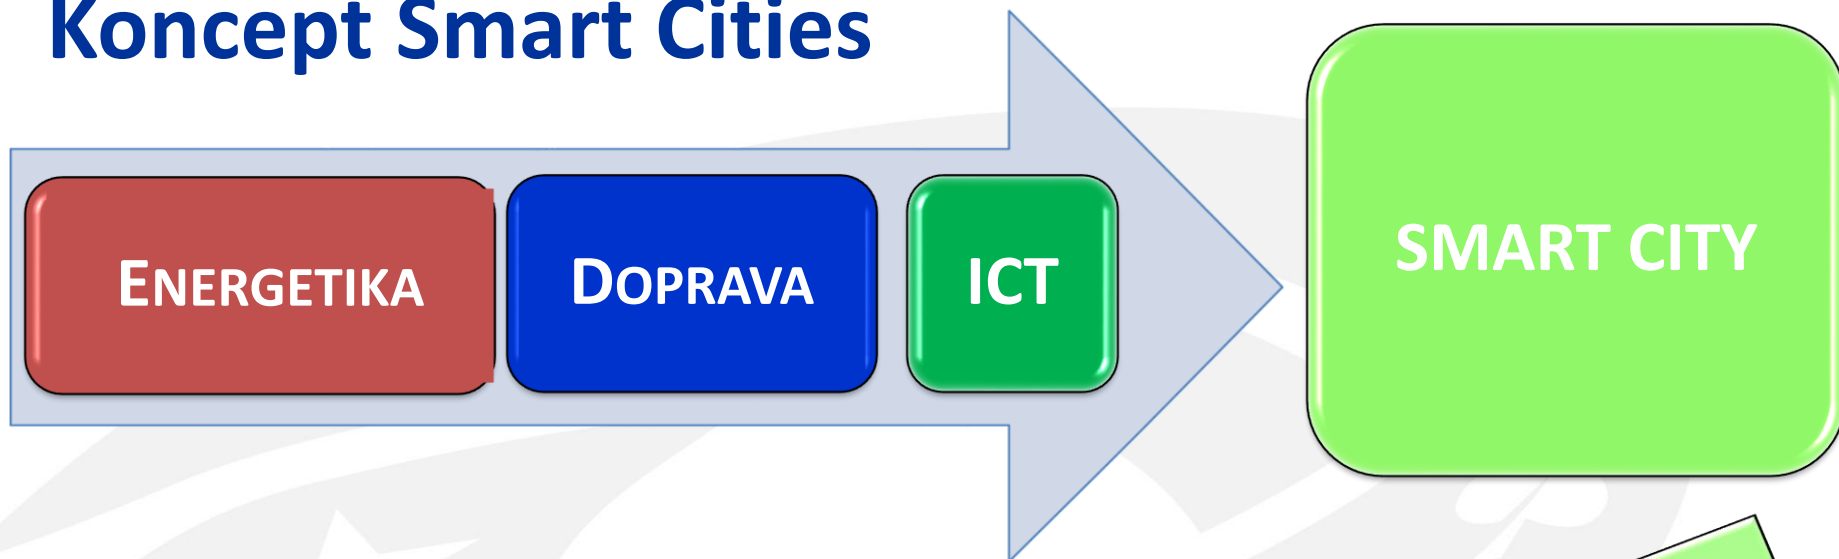 Koncept Smart Cities
ENERGETIKA
DOPRAVA
ICT
SMART CITY